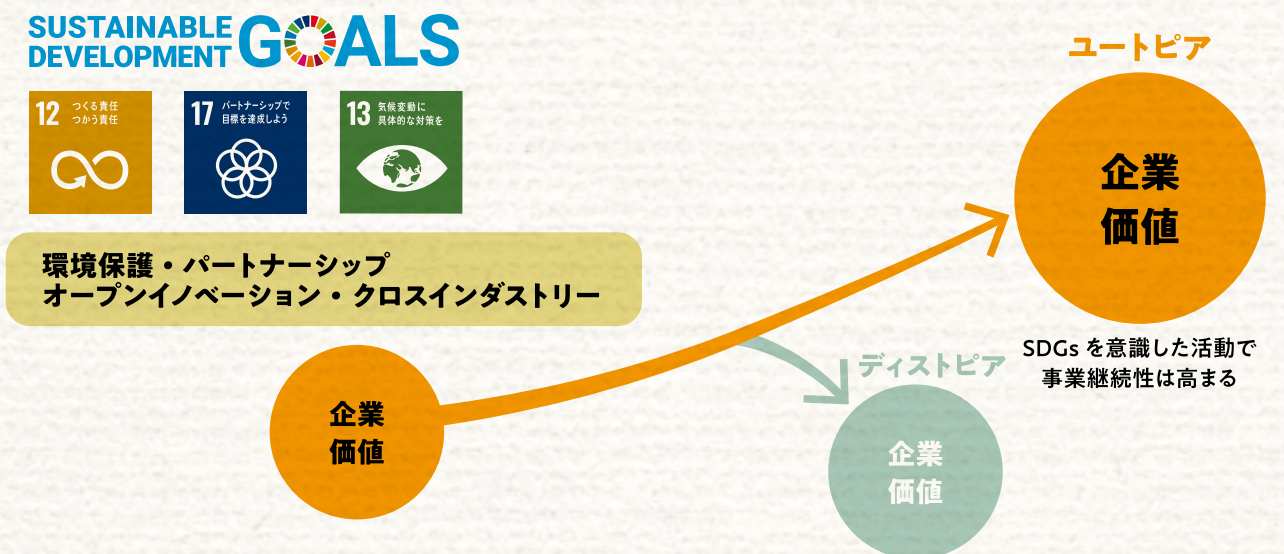 SUSTAINABLE
DEVELOPMENT
GOALS
12 つくる責任
つかう責任
17 パートナーシップで
目標を達成しよう
13 気候変動に
具体的な対策を
環境保護・パートナーシップ
オープンイノベーション・クロスインダストリー
企業
価値
ユートピア
企業
価値
SDGs を意識した活動で
事業継続性は高まる
ディストピア
企業
価値